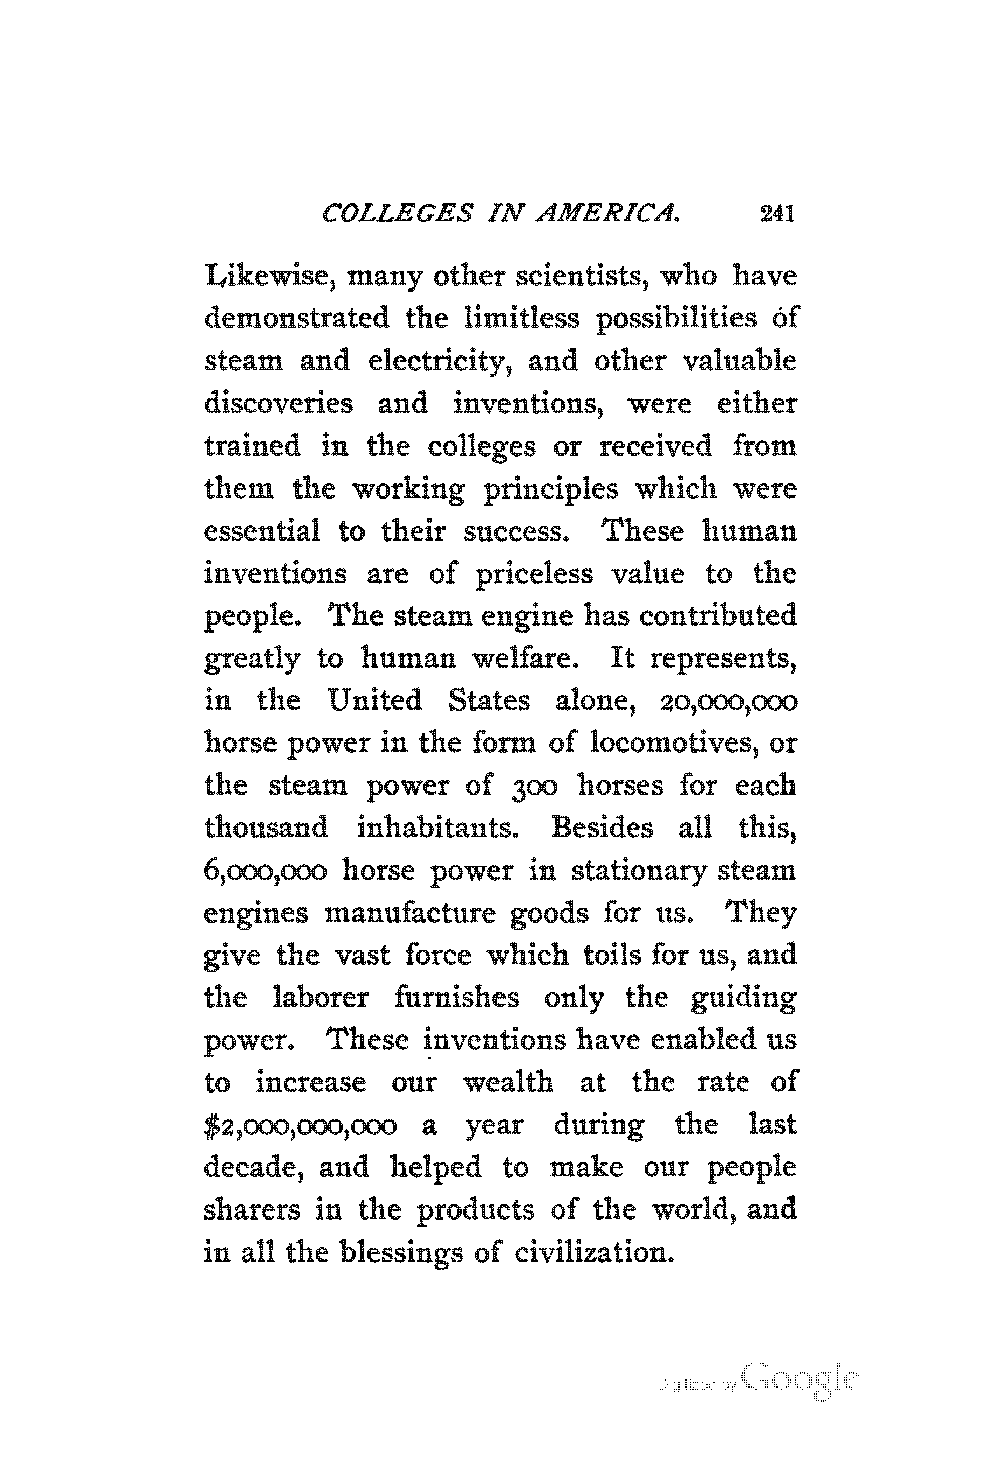 COLLEGES IN AMERICA. 241
Likewise, many other scientists, who have
demonstrated the limitless possibilities of
steam and electricity, and other valuable
discoveries and inventions, were either
trained in the colleges or received from
them the working principles which were
essential to their success. These human
inventions are of priceless value to the
people. The steam engine has contributed
greatly to human welfare. It represents,
in the United States alone, 20,000,000
horse power in the form of locomotives, or
the steam power of 300 horses for each
thousand inhabitants. Besides all this,
6,000,000 horse power in stationary steam
engines manufacture goods for us. They
give the vast force which toils for us, and
the laborer furnishes only the guiding
power. These inventions have enabled us
to increase our wealth at the rate of
$2,000,000,000 a year during the last
decade, and helped to make our people
sharers in the products of the world, and
in all the blessings of civilization.
Digitized by Google